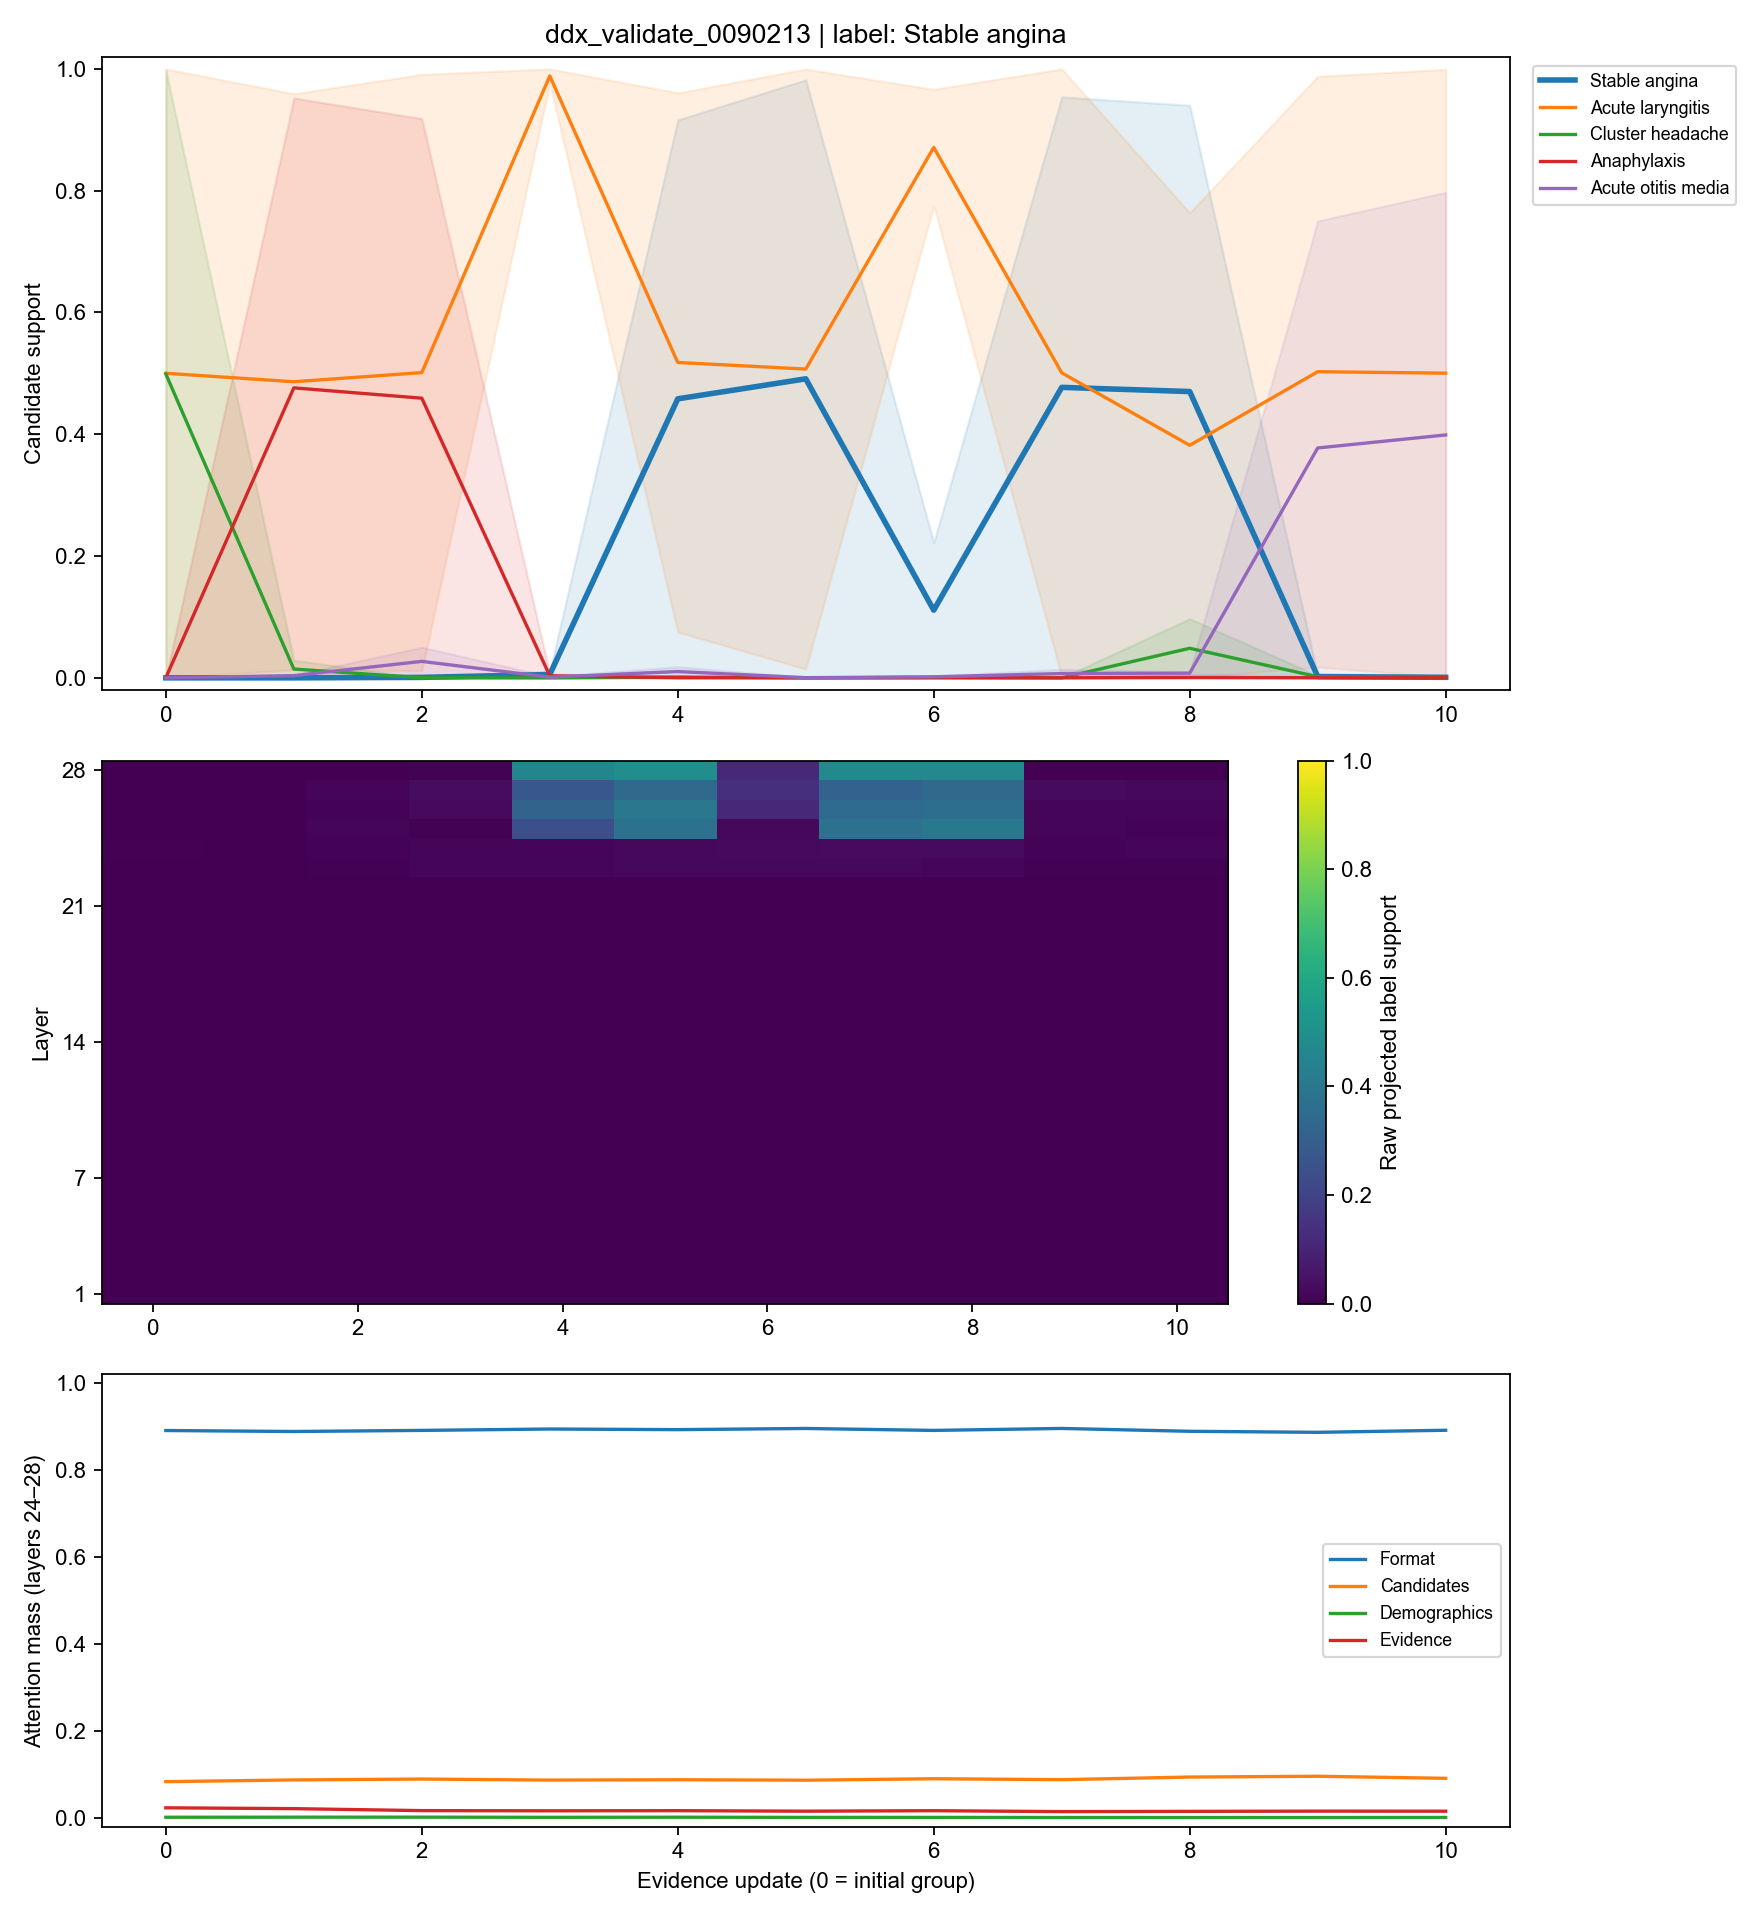 ddx_validate_0090213 | label: Stable angina
Candidate support
1.0
0.8
0.6
0.4
0.2
0.0
0 2 4 6 8 10
Stable angina
Acute laryngitis
Cluster headache
Anaphylaxis
Acute otitis media
Layer
28
21
14
7
1
0 2 4 6 8 10
1.0
0.8
0.6
0.4
0.2
0.0
Raw projected label support
Attention mass (layers 24–28)
1.0
0.8
0.6
0.4
0.2
0.0
Format
Candidates
Demographics
Evidence
0 2 4 6 8 10
Evidence update (0 = initial group)